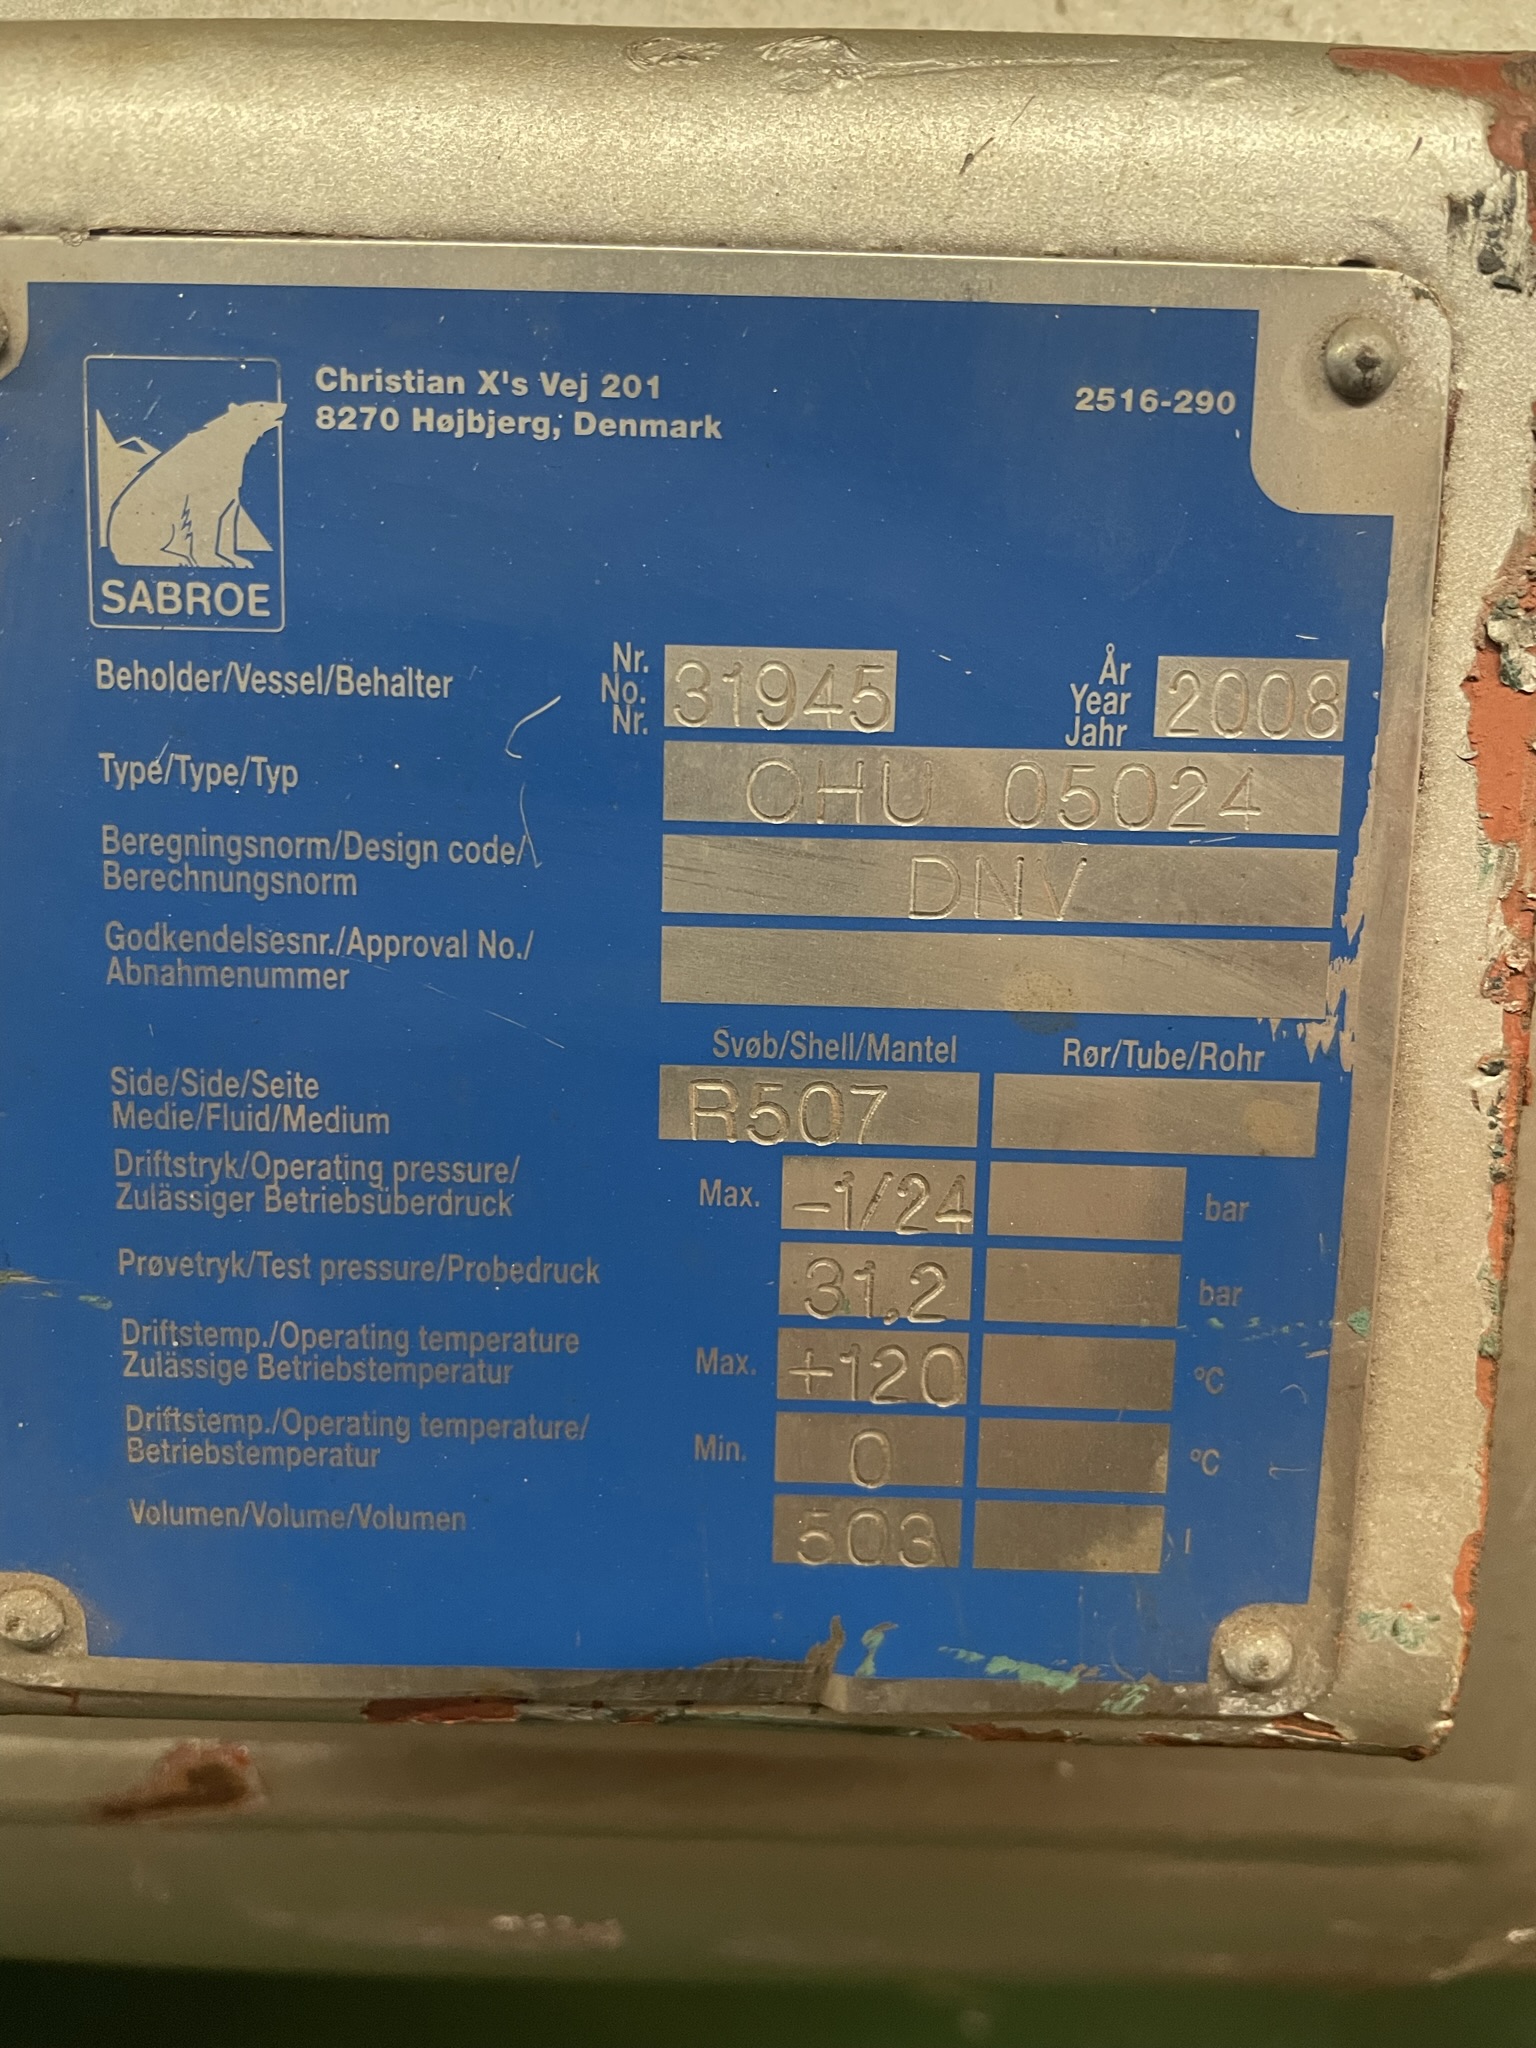 Christian X's Vej 201
8270 Højbjerg, Denmark
2516-290
SABROE
Beholder/Vessel/Behälter
Nr.
No.
Nr.
31945
År
Year
Jahr
2008
Type/Type/Typ
OHU 05024
Beregningsnorm/Design code/
Berechnungsnorm
DNV
Godkendelsesnr./Approval No./
Abnahmenummer
Svøb/Shell/Mantel Rør/Tube/Rohr
Side/Side/Seite
Medie/Fluid/Medium
R507
Driftstryk/Operating pressure/
Zulässiger Betriebsüberdruck
Max. -1/24 bar
Prøvetryk/Test pressure/Probedruck 31,2 bar
Driftstemp./Operating temperature
Zulässige Betriebstemperatur
Max. +120 °C
Driftstemp./Operating temperature/
Betriebstemperatur
Min. 0 °C
Volumen/Volume/Volumen 503 l